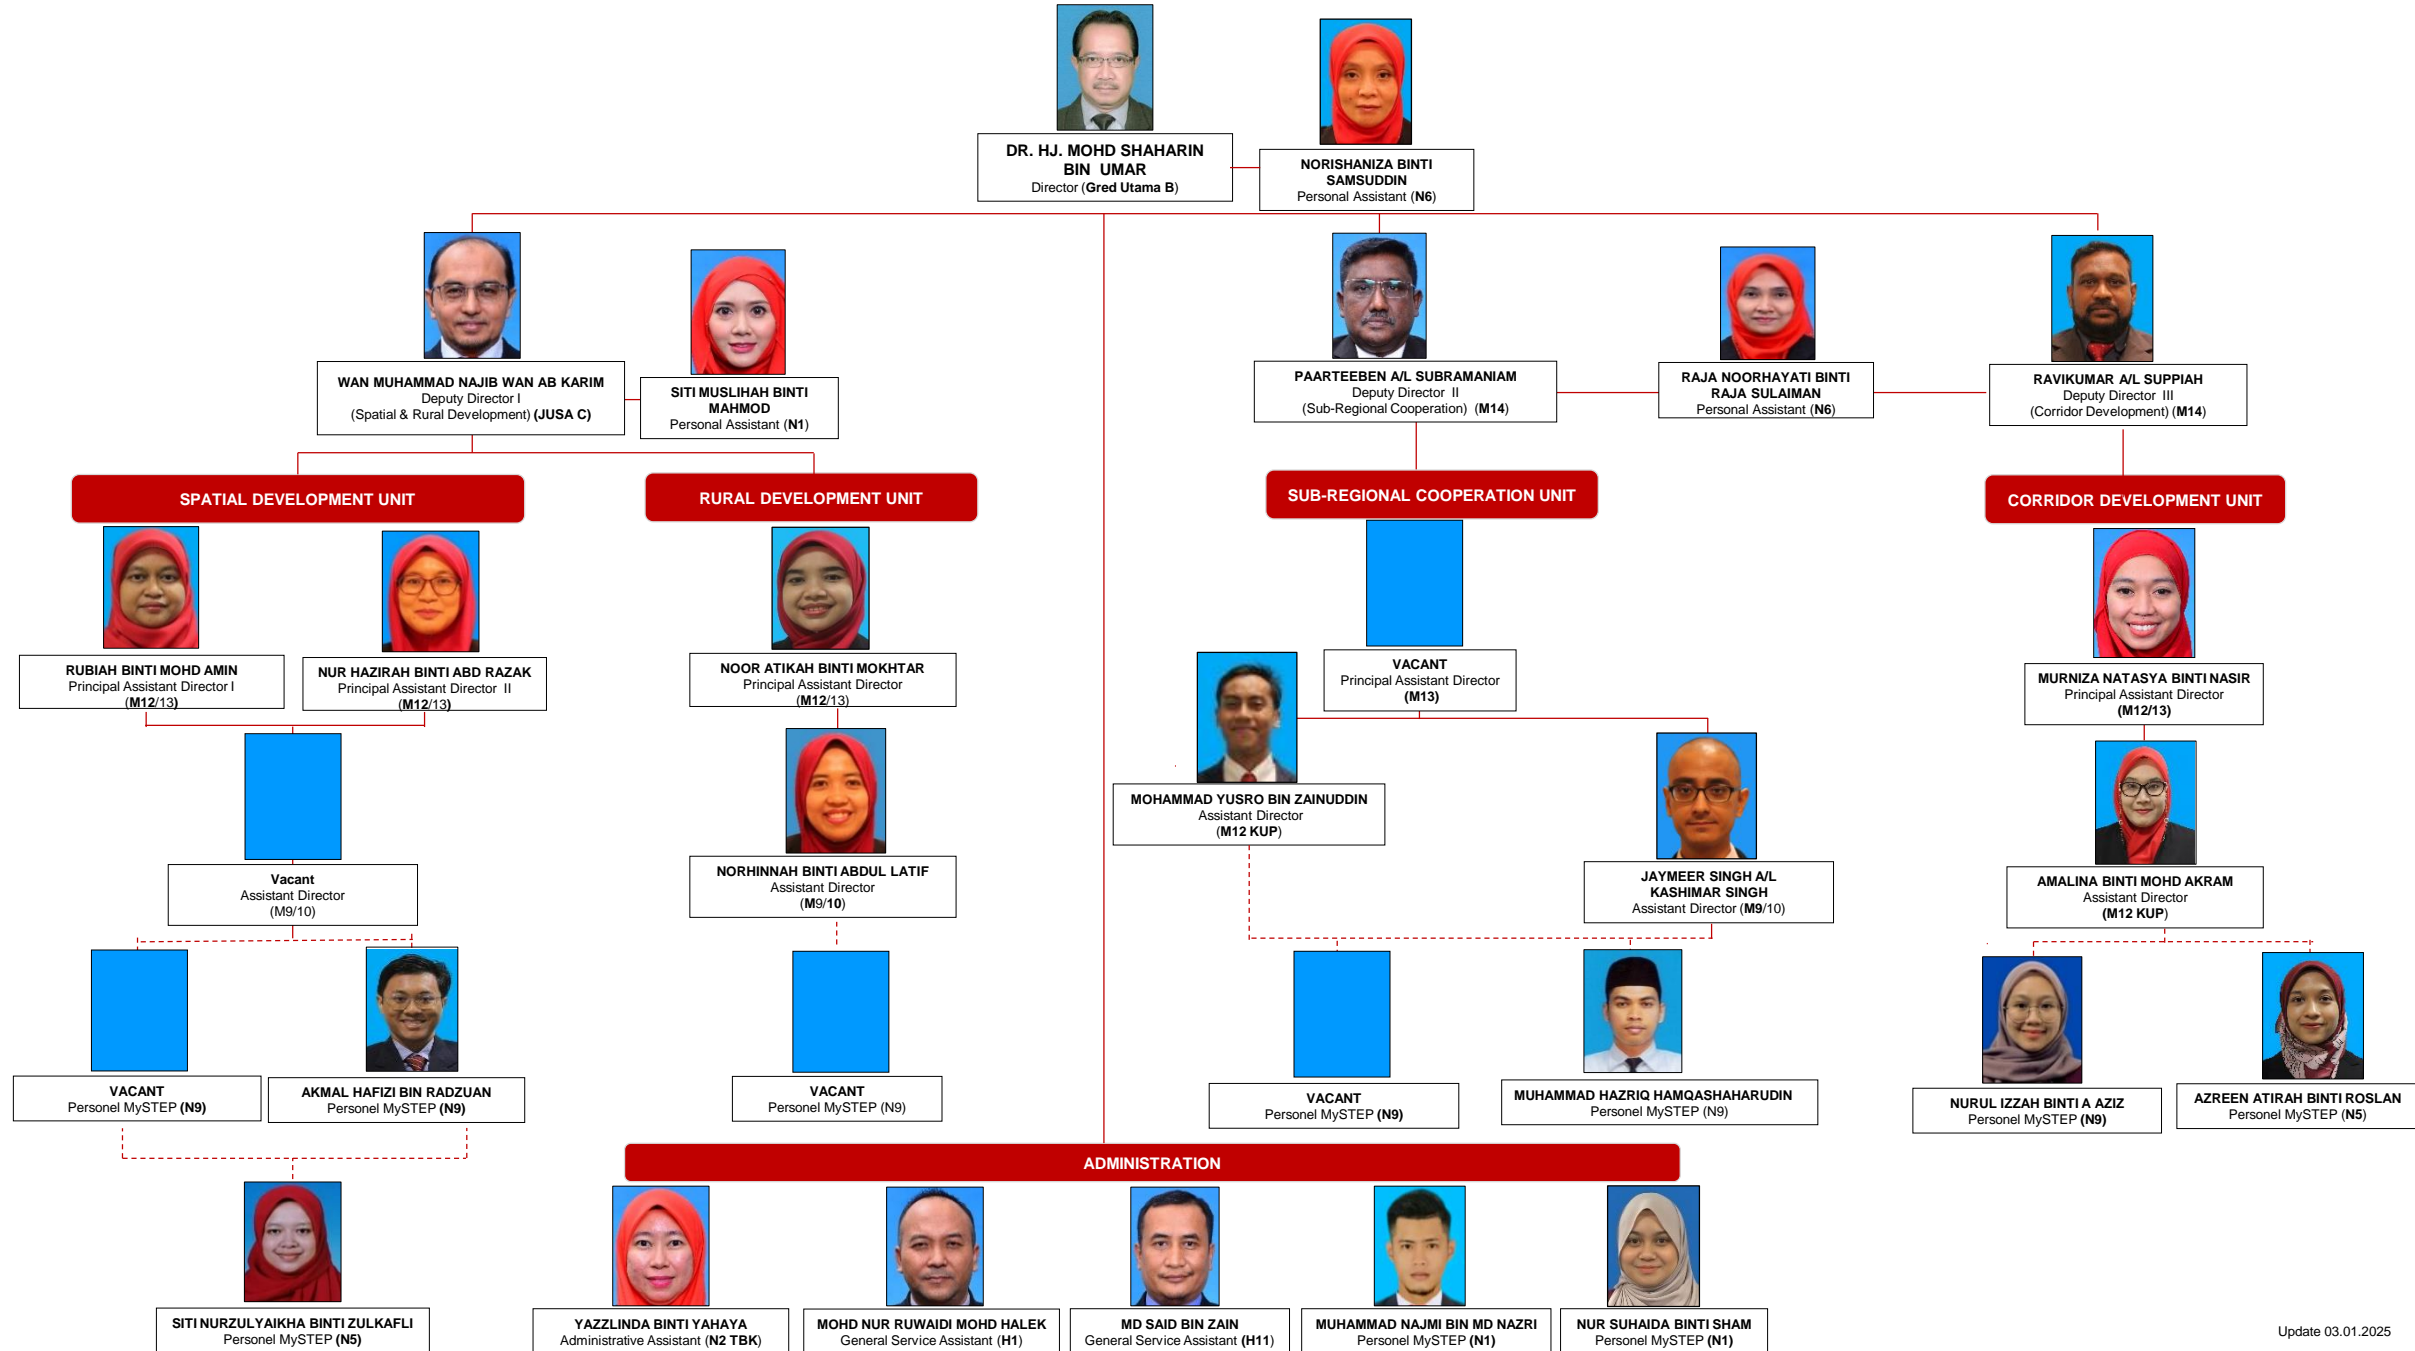 DR. HJ. MOHD SHAHARIN
BIN UMAR
Director (Gred Utama B)
NORISHANIZA BINTI
SAMSUDDIN
Personal Assistant (N6)
WAN MUHAMMAD NAJIB WAN AB KARIM
Deputy Director I
(Spatial & Rural Development) (JUSA C)
SITI MUSLIHAH BINTI
MAHMOD
Personal Assistant (N1)
PAARTEEBEN A/L SUBRAMANIAM
Deputy Director II
(Sub-Regional Cooperation) (M14)
RAJA NOORHAYATI BINTI
RAJA SULAIMAN
Personal Assistant (N6)
RAVIKUMAR A/L SUPPIAH
Deputy Director III
(Corridor Development) (M14)
SPATIAL DEVELOPMENT UNIT
RURAL DEVELOPMENT UNIT
SUB-REGIONAL COOPERATION UNIT
CORRIDOR DEVELOPMENT UNIT
RUBIAH BINTI MOHD AMIN
Principal Assistant Director I
(M12/13)
NUR HAZIRAH BINTI ABD RAZAK
Principal Assistant Director II
(M12/13)
NOOR ATIKAH BINTI MOKHTAR
Principal Assistant Director
(M12/13)
VACANT
Principal Assistant Director
(M13)
MURNIZA NATASYA BINTI NASIR
Principal Assistant Director
(M12/13)
Vacant
Assistant Director
(M9/10)
NORHINNAH BINTI ABDUL LATIF
Assistant Director
(M9/10)
MOHAMMAD YUSRO BIN ZAINUDDIN
Assistant Director
(M12 KUP)
JAYMEER SINGH A/L
KASHIMAR SINGH
Assistant Director (M9/10)
AMALINA BINTI MOHD AKRAM
Assistant Director
(M12 KUP)
VACANT
Personel MySTEP (N9)
AKMAL HAFIZI BIN RADZUAN
Personel MySTEP (N9)
VACANT
Personel MySTEP (N9)
VACANT
Personel MySTEP (N9)
MUHAMMAD HAZRIQ HAMQASHAHARUDIN
Personel MySTEP (N9)
NURUL IZZAH BINTI A AZIZ
Personel MySTEP (N9)
AZREEN ATIRAH BINTI ROSLAN
Personel MySTEP (N5)
ADMINISTRATION
SITI NURZULYAIKHA BINTI ZULKAFLI
Personel MySTEP (N5)
YAZZLINDA BINTI YAHAYA
Administrative Assistant (N2 TBK)
MOHD NUR RUWAIDI MOHD HALEK
General Service Assistant (H1)
MD SAID BIN ZAIN
General Service Assistant (H11)
MUHAMMAD NAJMI BIN MD NAZRI
Personel MySTEP (N1)
NUR SUHAIDA BINTI SHAM
Personel MySTEP (N1)
Update 03.01.2025